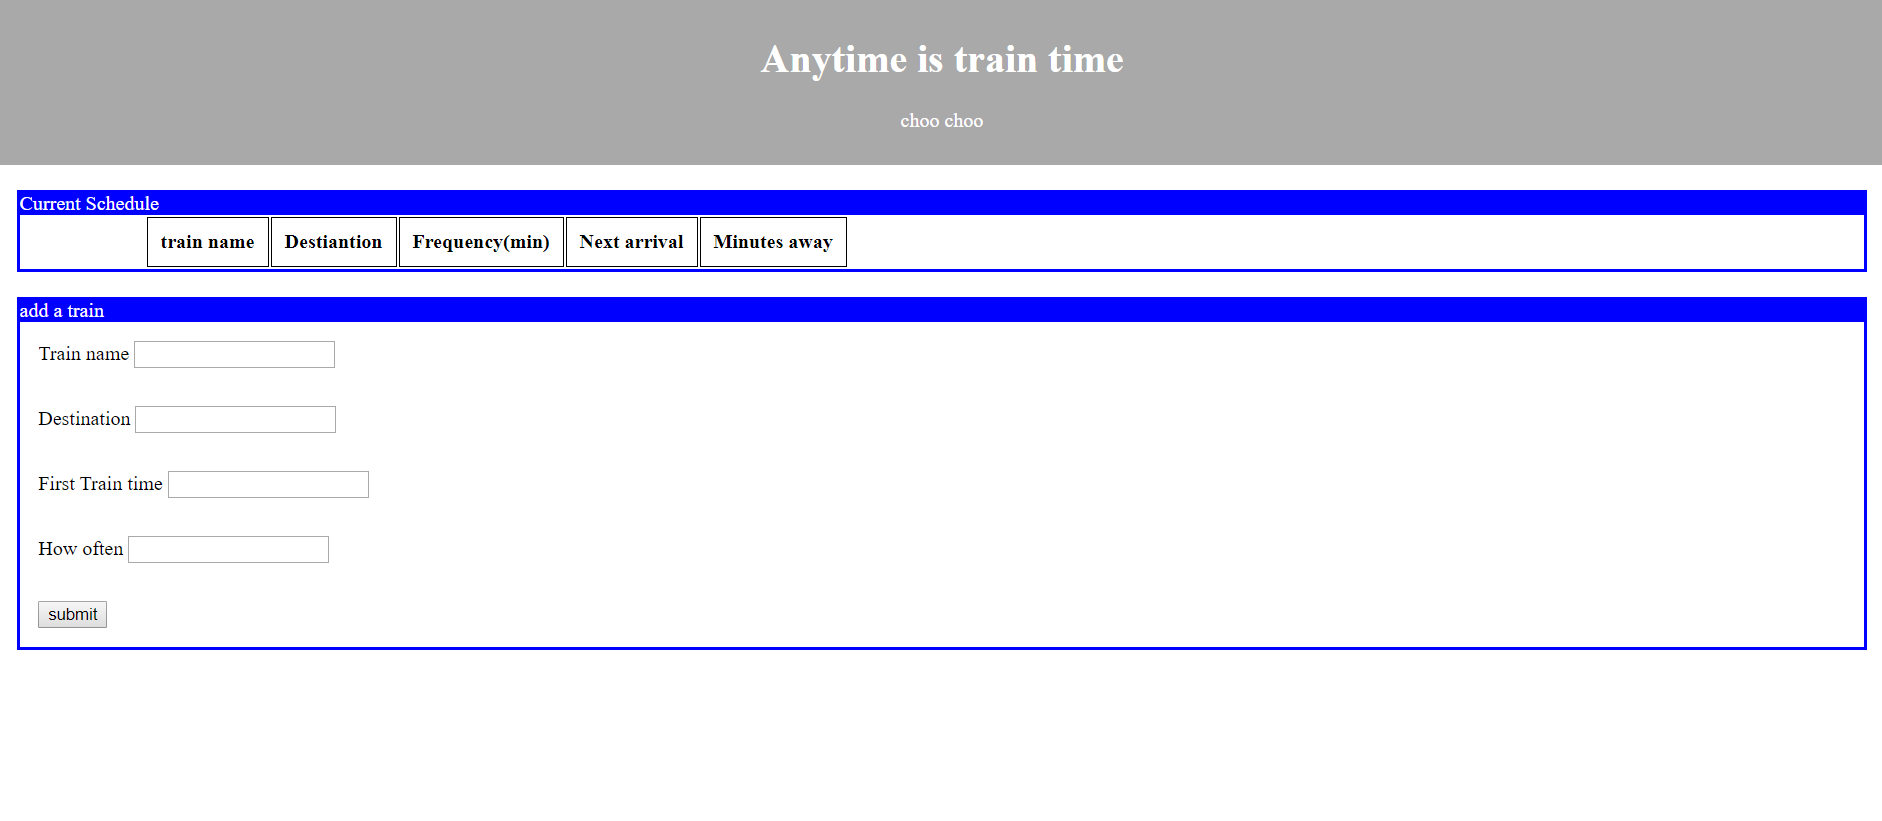 Anytime is train time
choo choo
Current Schedule
train name Destiantion Frequency(min) Next arrival Minutes away
add a train
Train name
Destination
First Train time
How often
submit